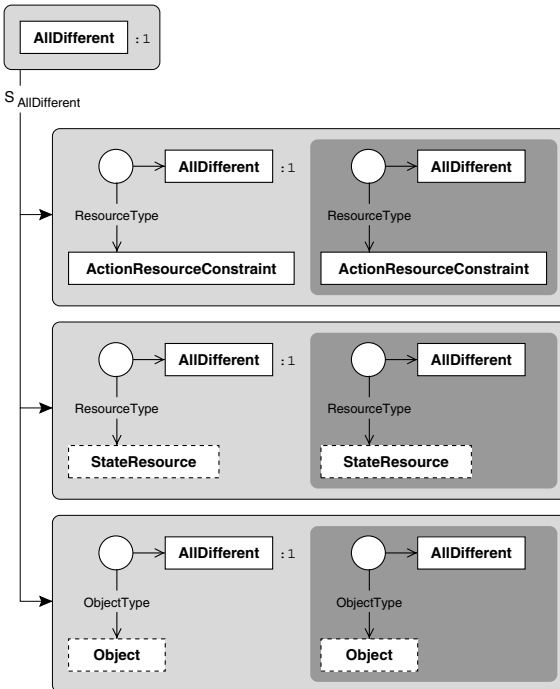 AllDifferent :1
S AllDifferent
AllDifferent :1 AllDifferent
ResourceType ResourceType
ActionResourceConstraint ActionResourceConstraint
AllDifferent :1 AllDifferent
ResourceType ResourceType
StateResource StateResource
AllDifferent :1 AllDifferent
ObjectType ObjectType
Object Object